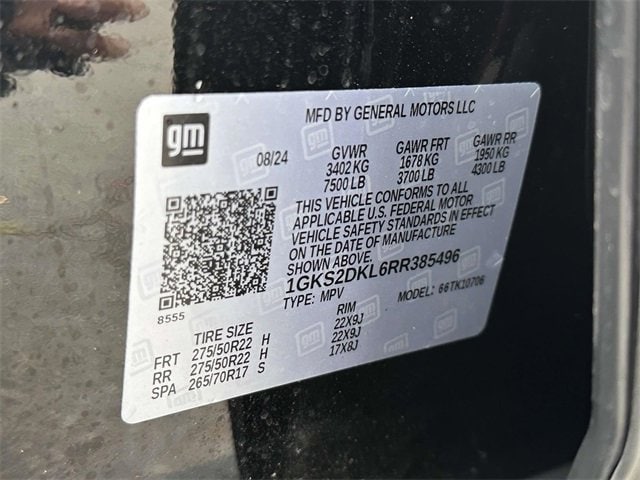 gm
MFD BY GENERAL MOTORS LLC
08/24
GVWR GAWR FRT GAWR RR
3402 KG 1678 KG 1950 KG
7500 LB 3700 LB 4300 LB
THIS VEHICLE CONFORMS TO ALL
APPLICABLE U.S. FEDERAL MOTOR
VEHICLE SAFETY STANDARDS IN EFFECT
ON THE DATE OF MANUFACTURE
SHOWN ABOVE.
1GKS2DKL6RR385496
TYPE: MPV MODEL: 66TK10706
8555
TIRE SIZE RIM
FRT 275/50R22 H 22X9J
RR 275/50R22 H 22X9J
SPA 265/70R17 S 17X8J